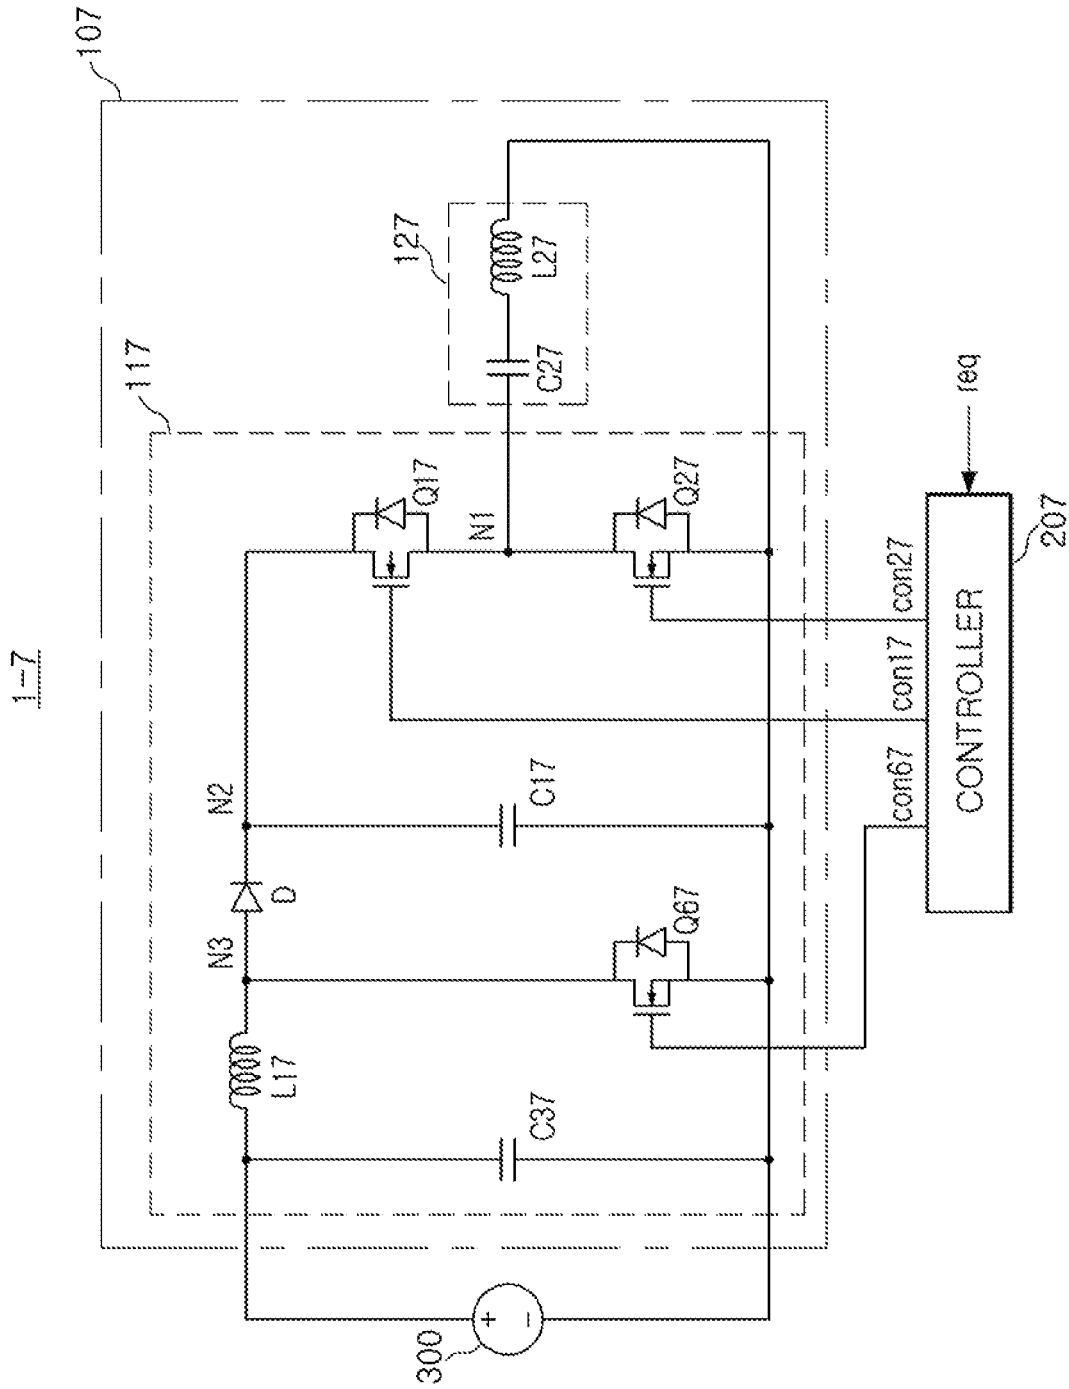 1-7
107
117
127
N3
N2
L17
D
Q17
N1
L27
C27
C37
C17
Q67
Q27
300
+
−
con67
con17
con27
CONTROLLER
req
207